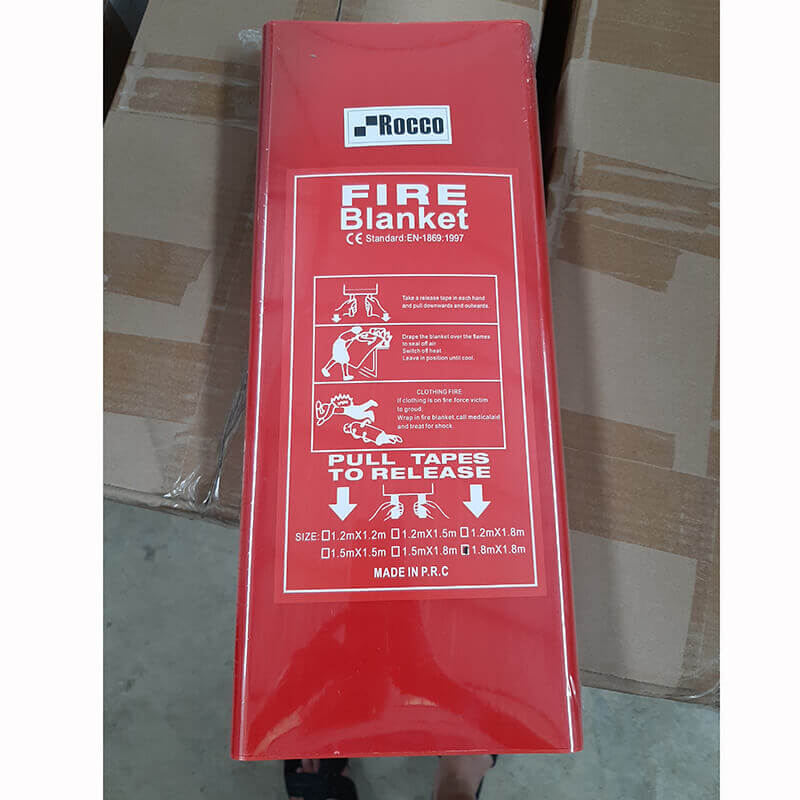 Rocco
FIRE
Blanket
CE Standard:EN-1869:1997
Take a release tape in each hand
and pull downwards and outwards.
Drape the blanket over the flames
to seal off air
Switch off heat
Leave in position until cool.
CLOTHING FIRE
If clothing is on fire.force victim
to groud.
Wrep in fire blanket.call medicalaid
and treat for shock
PULL TAPES
TO RELEASE
SIZE: 1.2mX1.2m 1.2mX1.5m 1.2mX1.8m
1.5mX1.5m 1.5mX1.8m 1.8mX1.8m
MADE IN P.R.C